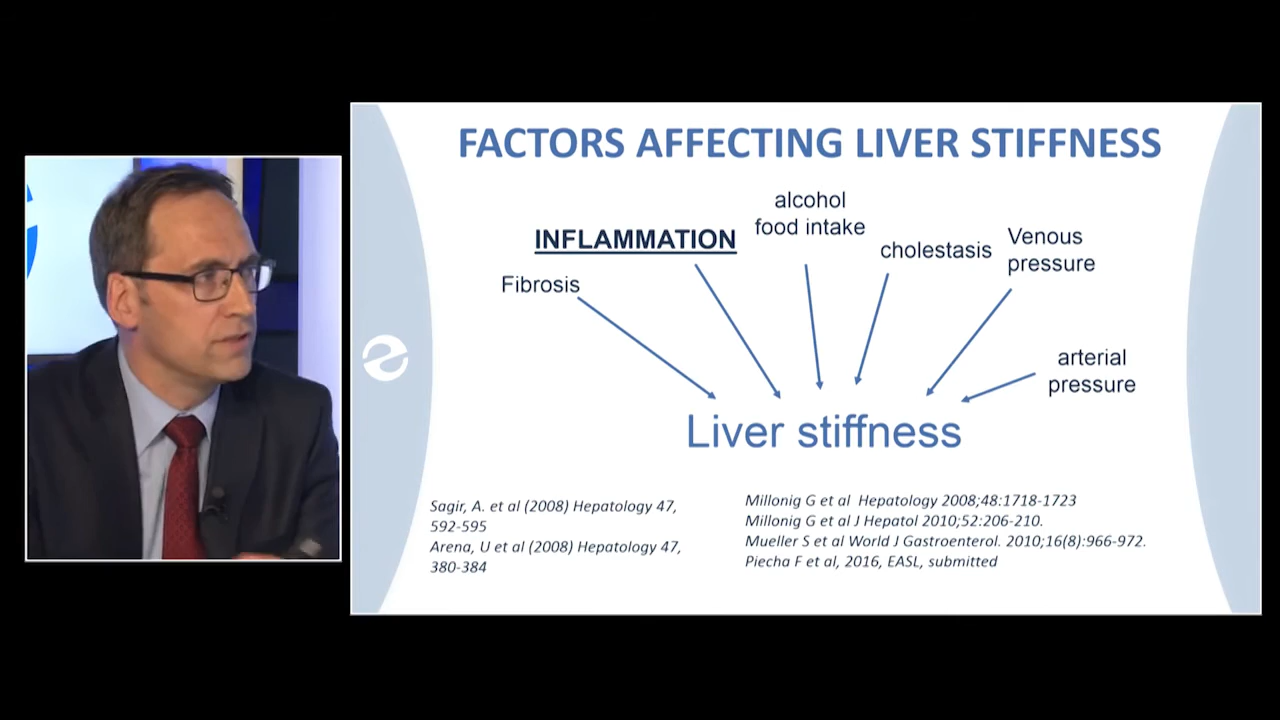 FACTORS AFFECTING LIVER STIFFNESS
alcohol
food intake
INFLAMMATION
cholestasis
Venous
pressure
Fibrosis
arterial
pressure
Liver stiffness
Sagir, A. et al (2008) Hepatology 47,
592-595
Arena, U et al (2008) Hepatology 47,
380-384
Millonig G et al  Hepatology 2008;48:1718-1723
Millonig G et al J Hepatol 2010;52:206-210.
Mueller S et al World J Gastroenterol. 2010;16(8):966-972.
Piecha F et al, 2016, EASL, submitted